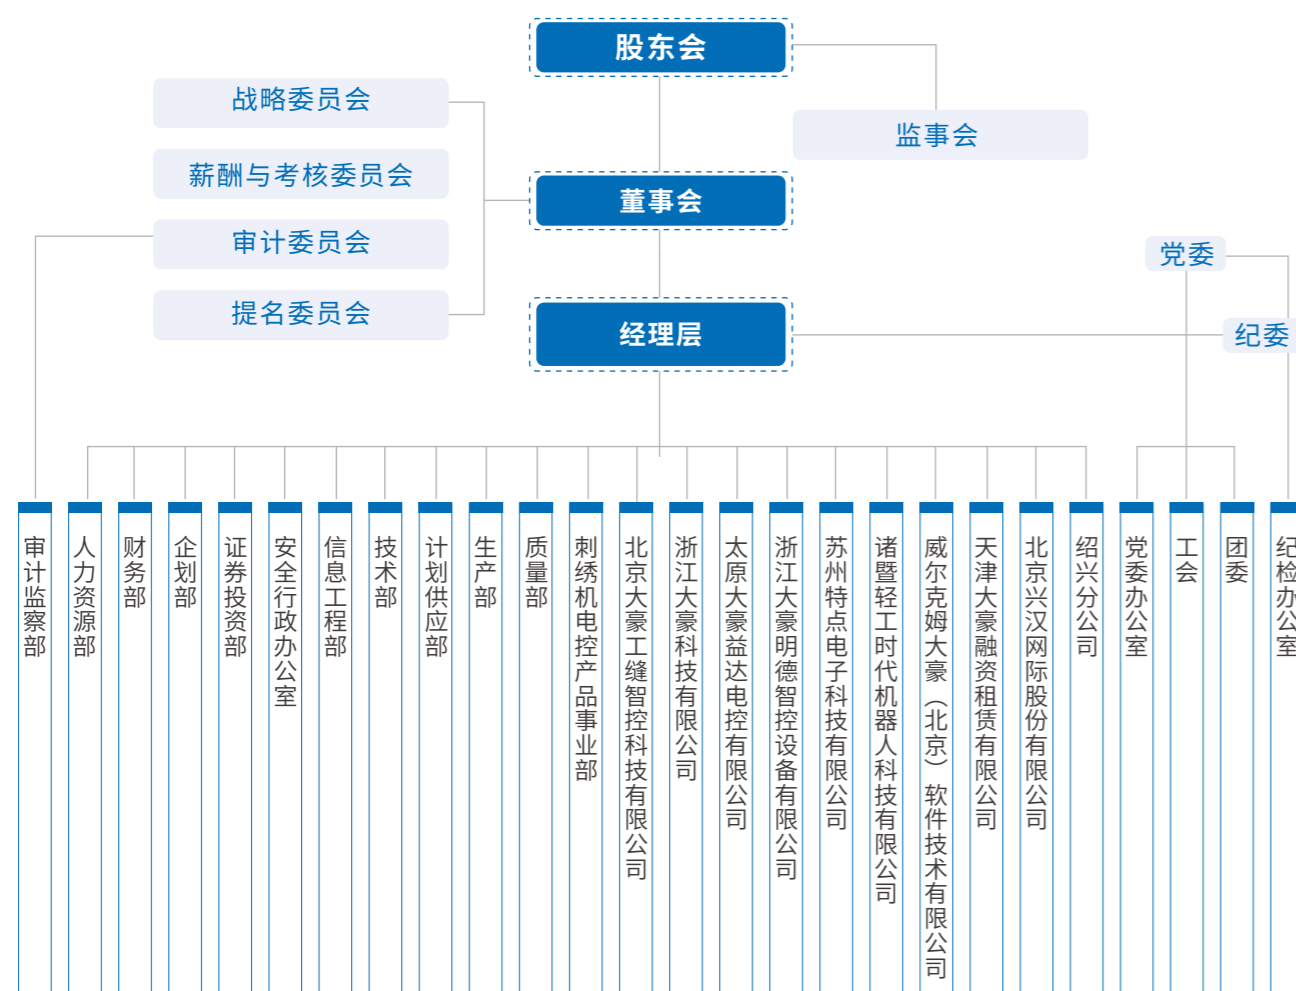 股东会
战略委员会
监事会
薪酬与考核委员会
董事会
审计委员会
党委
提名委员会
经理层
纪委
审计监察部
人力资源部
财务部
企划部
证券投资部
安全行政办公室
信息工程部
技术部
计划供应部
生产部
质量部
刺绣机电控产品事业部
北京大豪工缝智控科技有限公司
浙江大豪科技有限公司
太原大豪益达电控有限公司
浙江大豪明德智控设备有限公司
苏州特点电子科技有限公司
诸暨轻工时代机器人科技有限公司
威尔克姆大豪（北京）软件技术有限公司
天津大豪融资租赁有限公司
北京兴汉网际股份有限公司
绍兴分公司
党委办公室
工会
团委
纪检办公室